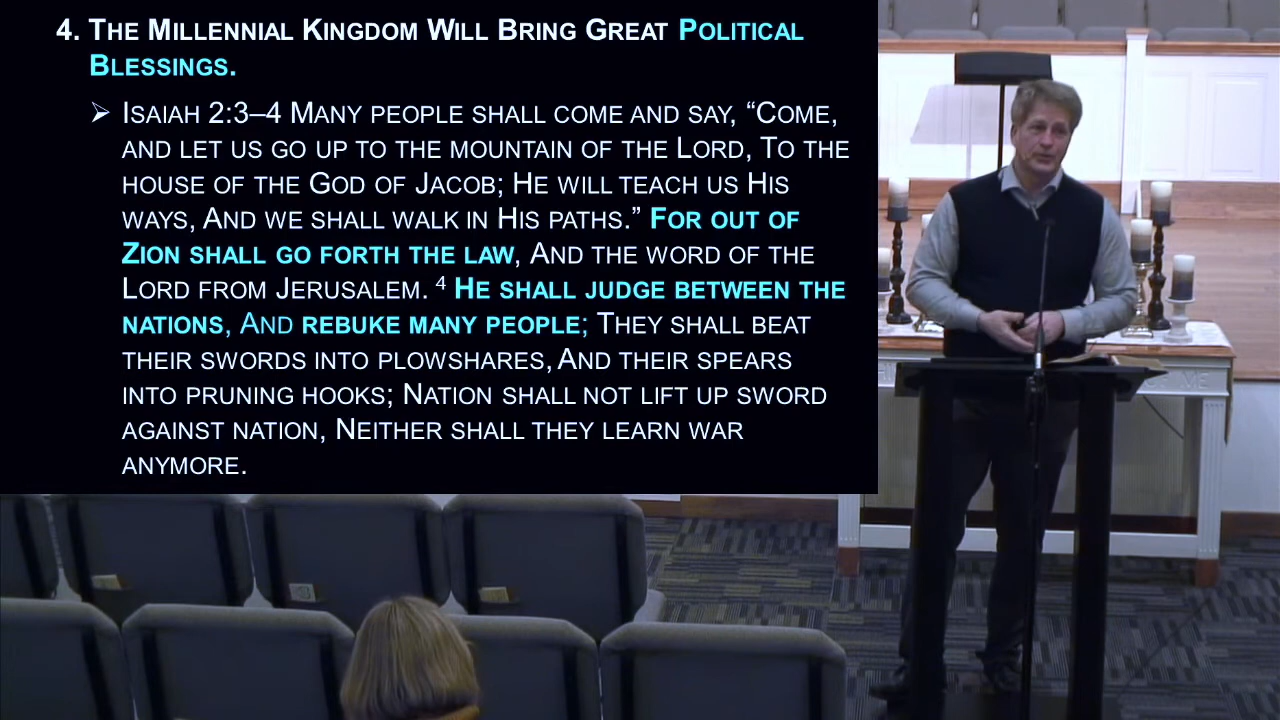 4. The Millennial Kingdom Will Bring Great Political
Blessings.
➢ Isaiah 2:3–4 Many people shall come and say, “Come,
and let us go up to the mountain of the Lord, To the
house of the God of Jacob; He will teach us His
ways, And we shall walk in His paths.” For out of
Zion shall go forth the law, And the word of the
Lord from Jerusalem. 4 He shall judge between the
nations, And rebuke many people; They shall beat
their swords into plowshares, And their spears
into pruning hooks; Nation shall not lift up sword
against nation, Neither shall they learn war
anymore.
ME